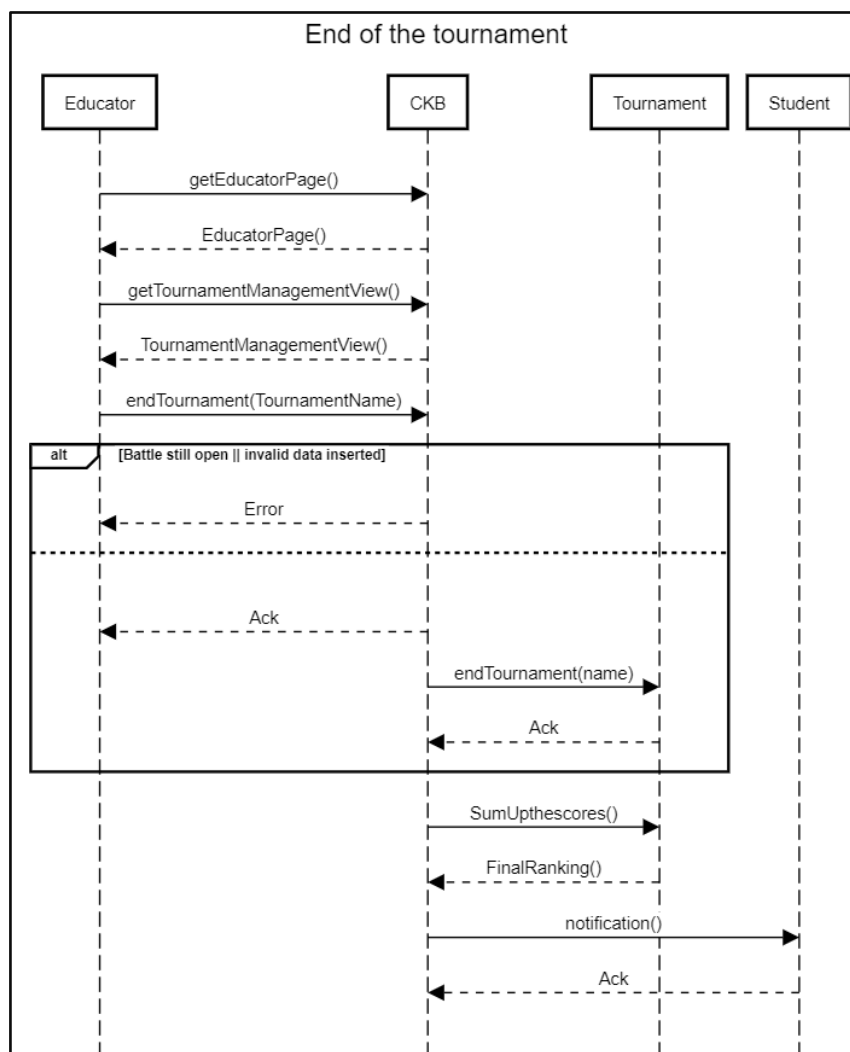 End of the tournament
Educator
CKB
Tournament
Student
getEducatorPage()
EducatorPage()
getTournamentManagementView()
TournamentManagementView()
endTournament(TournamentName)
alt
[Battle still open || invalid data inserted]
Error
Ack
endTournament(name)
Ack
SumUpthescores()
FinalRanking()
notification()
Ack